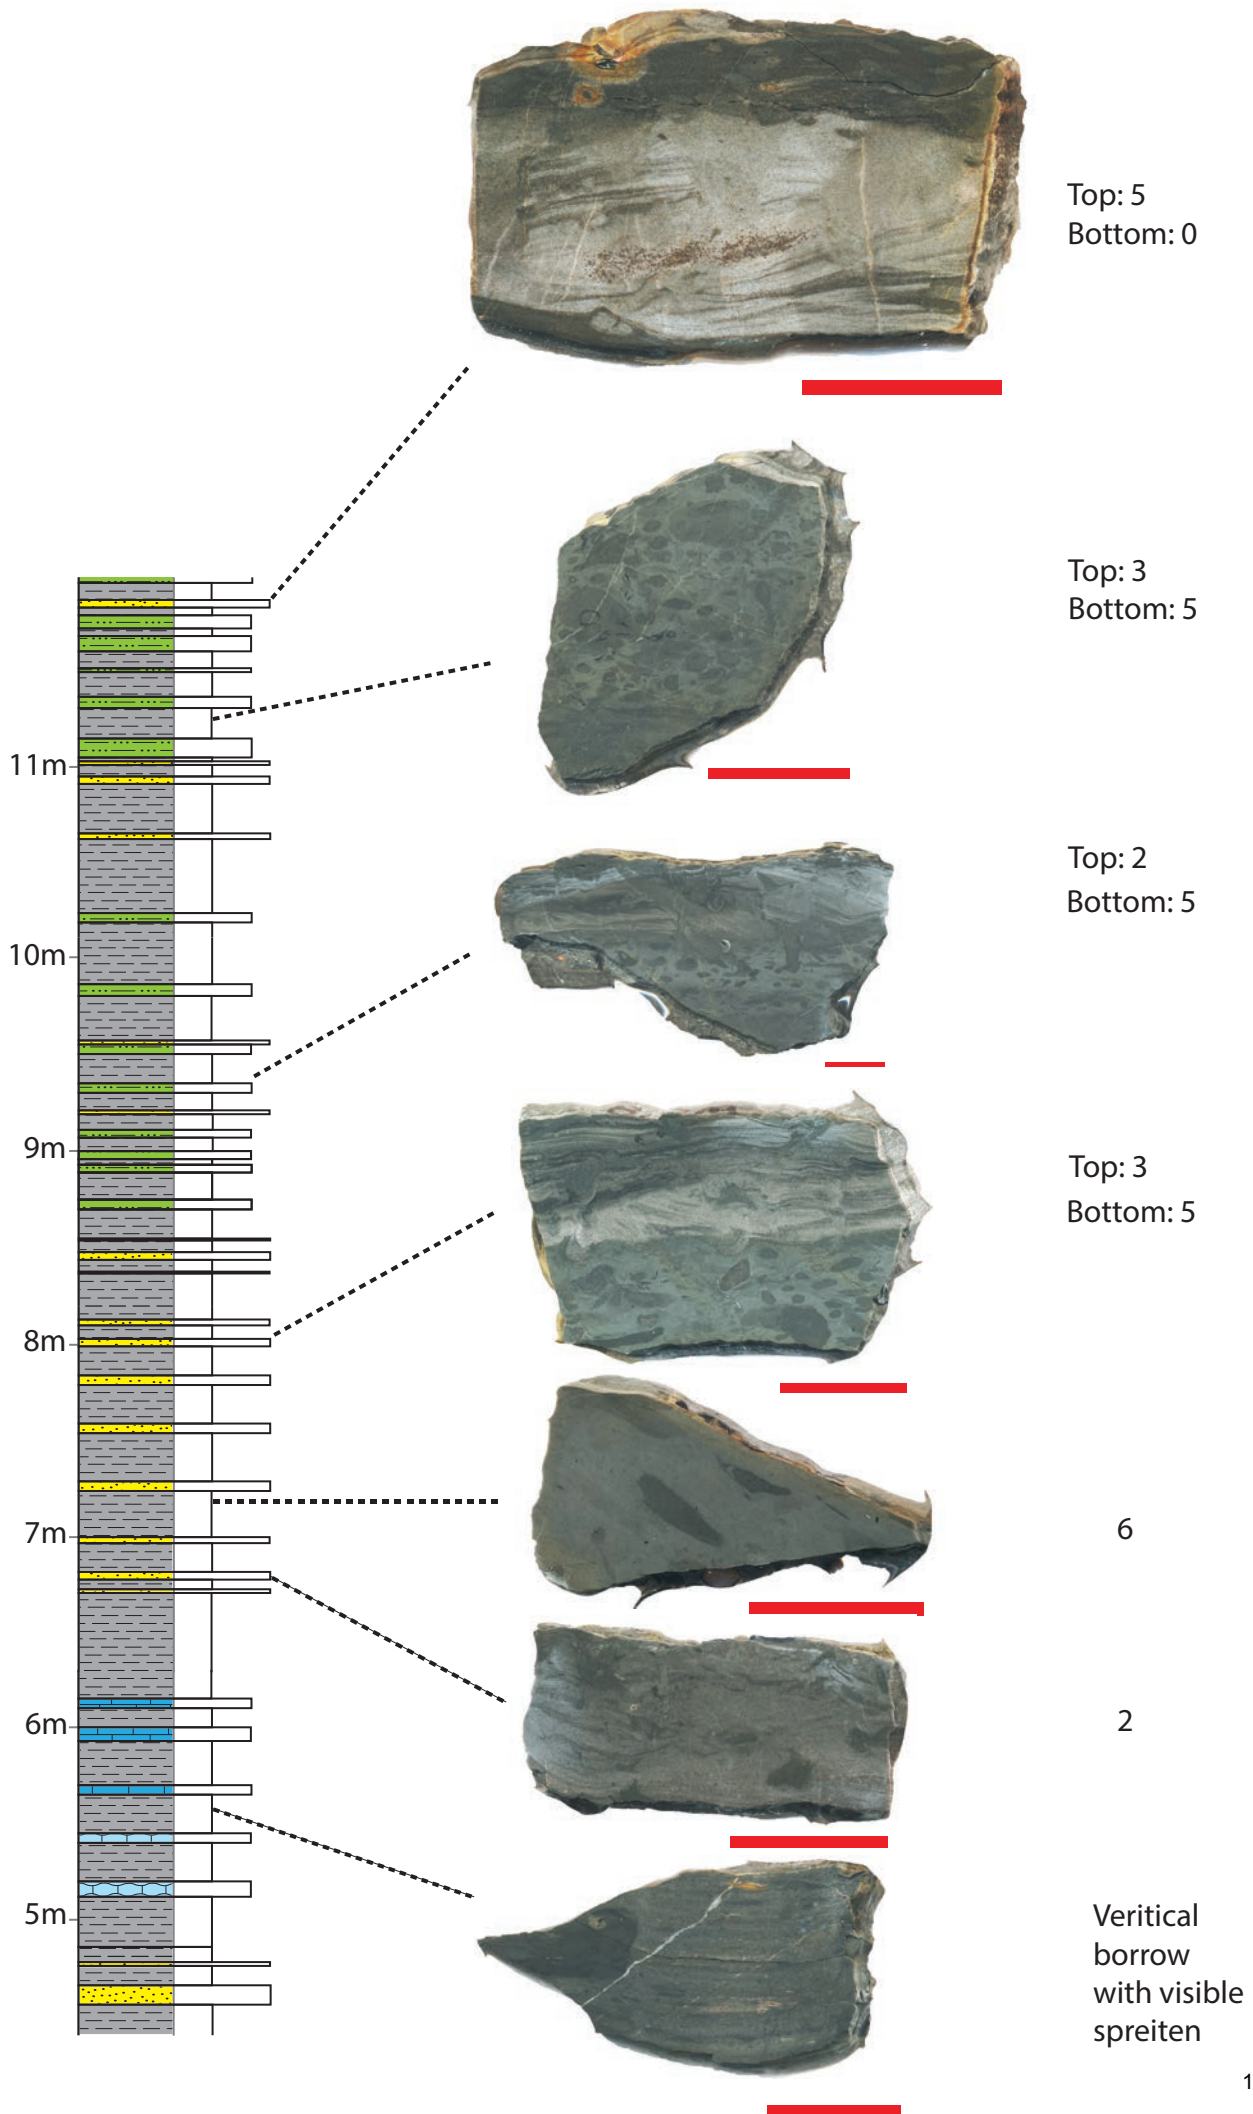 Top: 5
Bottom: 0
Top: 3
Bottom: 5
11m
Top: 2
Bottom: 5
10m
9m
Top: 3
Bottom: 5
8m
7m
6
6m
2
5m
Veritical
borrow
with visible
spreiten
1